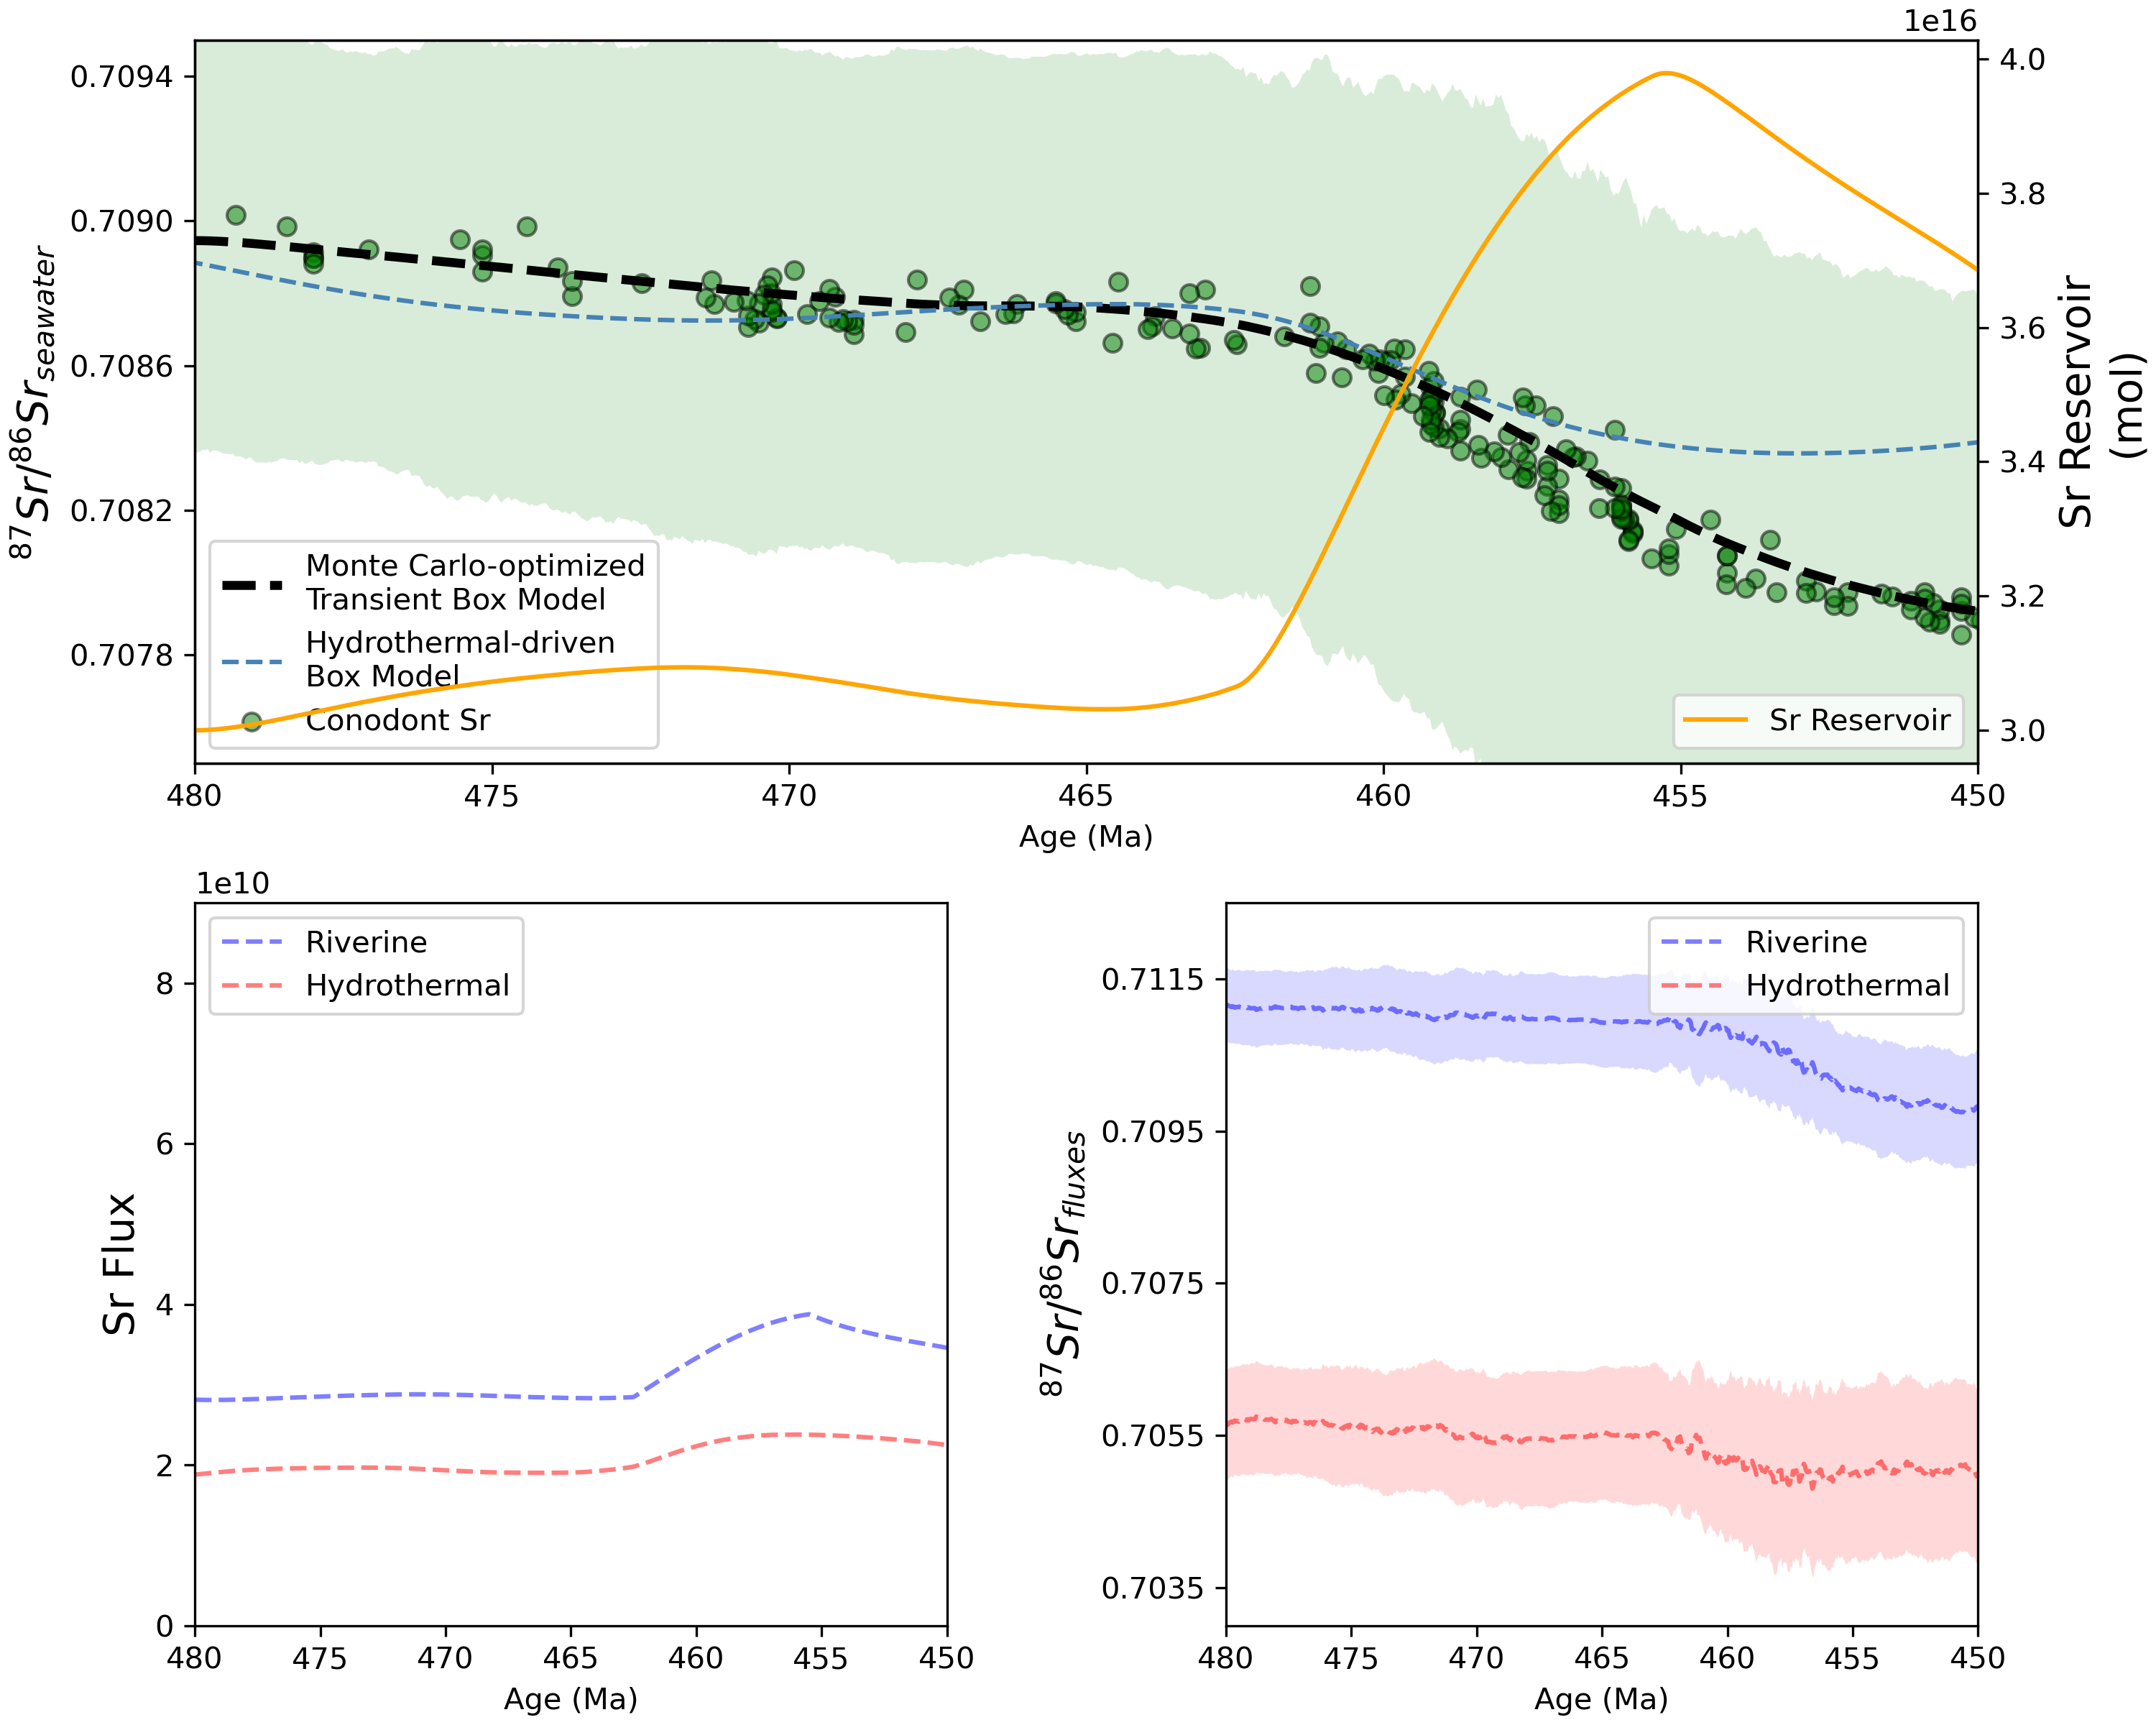 1e16
0.7094
0.7090
0.7086
0.7082
0.7078
87Sr/86Sr seawater
4.0
3.8
3.6
3.4
3.2
3.0
Sr Reservoir
(mol)
Monte Carlo-optimized
Transient Box Model
Hydrothermal-driven
Box Model
Conodont Sr
Sr Reservoir
480 475 470 465 460 455 450
Age (Ma)
1e10
8
6
4
2
0
Sr Flux
Riverine
Hydrothermal
480 475 470 465 460 455 450
Age (Ma)
0.7115
0.7095
0.7075
0.7055
0.7035
87Sr/86Sr fluxes
Riverine
Hydrothermal
480 475 470 465 460 455 450
Age (Ma)